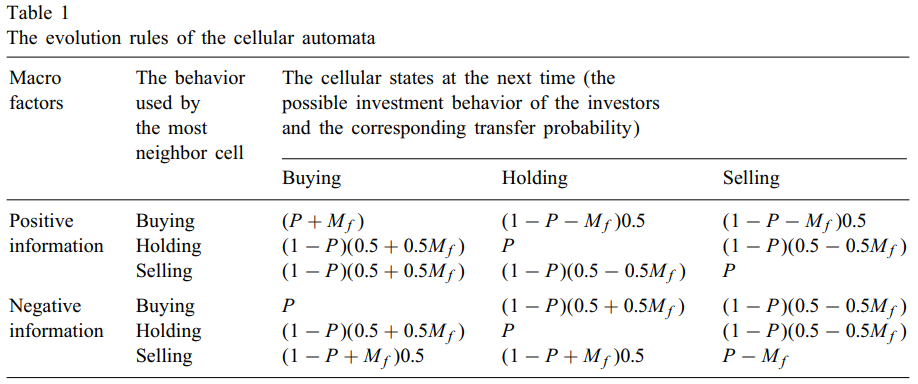 Table 1
The evolution rules of the cellular automata
Macro factors The behavior used by the most neighbor cell The cellular states at the next time (the possible investment behavior of the investors and the corresponding transfer probability)
Buying Holding Selling
Positive information Buying (P + M_f) (1 − P − M_f)0.5 (1 − P − M_f)0.5
Holding (1 − P)(0.5 + 0.5M_f) P (1 − P)(0.5 − 0.5M_f)
Selling (1 − P)(0.5 + 0.5M_f) (1 − P)(0.5 − 0.5M_f) P
Negative information Buying P (1 − P)(0.5 + 0.5M_f) (1 − P)(0.5 − 0.5M_f)
Holding (1 − P)(0.5 + 0.5M_f) P (1 − P)(0.5 − 0.5M_f)
Selling (1 − P + M_f)0.5 (1 − P + M_f)0.5 P − M_f